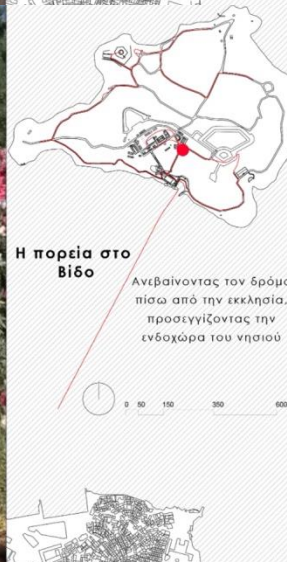 Η πορεία στο
Βίδο
Ανεβαίνοντας τον δρόμο
πίσω από την εκκλησία,
προσεγγίζοντας την
ενδοχώρα του νησιού
0 50 150 350 600